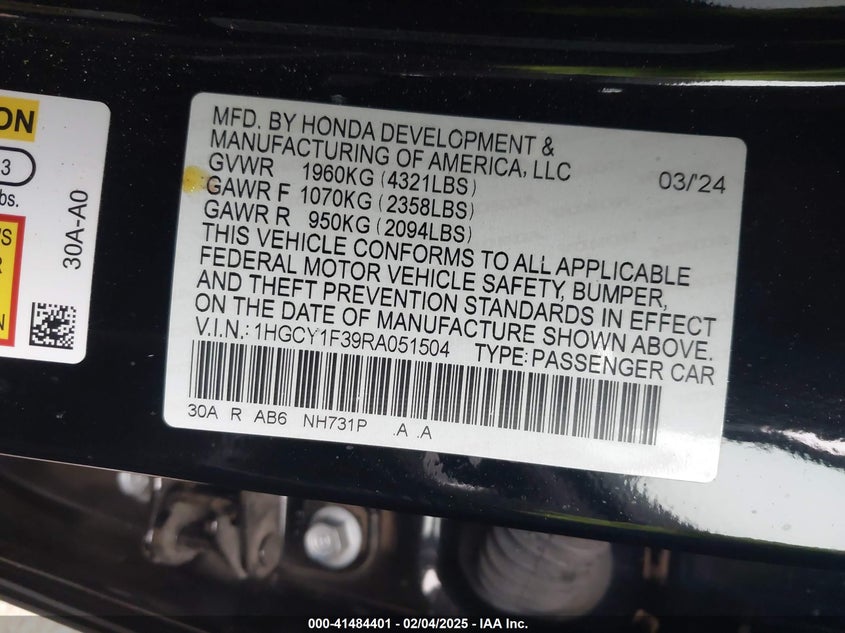 ON
3
bs.
30A-A0
S
R
N
MFD. BY HONDA DEVELOPMENT &
MANUFACTURING OF AMERICA, LLC
GVWR 1960KG (4321LBS) 03/'24
GAWR F 1070KG (2358LBS)
GAWR R 950KG (2094LBS)
THIS VEHICLE CONFORMS TO ALL APPLICABLE
FEDERAL MOTOR VEHICLE SAFETY, BUMPER,
AND THEFT PREVENTION STANDARDS IN EFFECT
ON THE DATE OF MANUFACTURE SHOWN ABOVE.
V.I.N.: 1HGCY1F39RA051504 TYPE: PASSENGER CAR
30A R AB6 NH731P .A .A
000-41484401 - 02/04/2025 - IAA Inc.